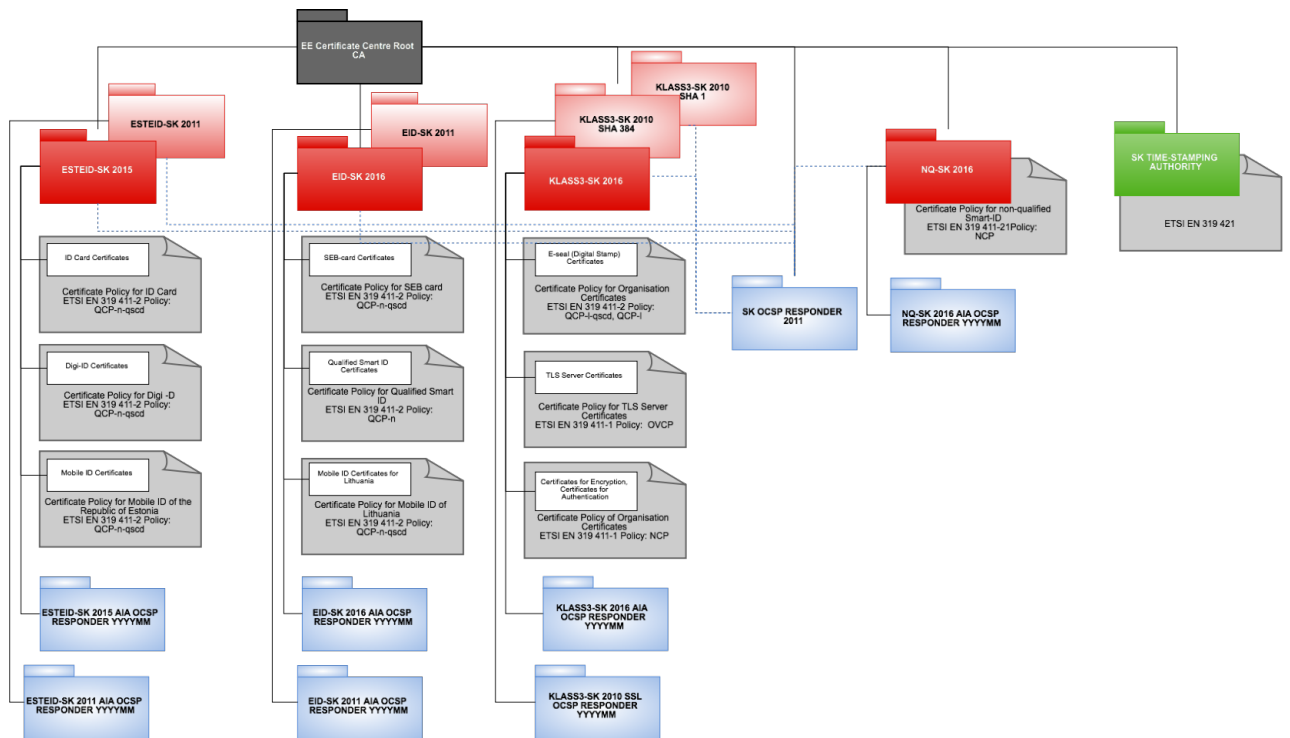 EE Certificate Centre Root
CA
KLASS3-SK 2010
SHA 1
ESTEID-SK 2011
EID-SK 2011
KLASS3-SK 2010
SHA 384
ESTEID-SK 2015
EID-SK 2016
KLASS3-SK 2016
NQ-SK 2016
SK TIME-STAMPING
AUTHORITY
Certificate Policy for non-qualified
Smart-ID
ETSI EN 319 411-21Policy:
NCP
ETSI EN 319 421
ID Card Certificates
Certificate Policy for ID Card
ETSI EN 319 411-2 Policy:
QCP-n-qscd
SEB-card Certificates
Certificate Policy for SEB card
ETSI EN 319 411-2 Policy:
QCP-n-qscd
E-seal (Digital Stamp)
Certificates
Certificate Policy for Organisation
Certificates
ETSI EN 319 411-2 Policy:
QCP-l-qscd, QCP-l
SK OCSP RESPONDER
2011
NQ-SK 2016 AIA OCSP
RESPONDER YYYYMM
Digi-ID Certificates
Certificate Policy for Digi -D
ETSI EN 319 411-2 Policy:
QCP-n-qscd
Qualified Smart ID
Certificates
Certificate Policy for Qualified Smart
ID
ETSI EN 319 411-2 Policy:
QCP-n
TLS Server Certificates
Certificate Policy for TLS Server
Certificates
ETSI EN 319 411-1 Policy: OVCP
Mobile ID Certificates
Certificate Policy for Mobile ID of the
Republic of Estonia
ETSI EN 319 411-2 Policy:
QCP-n-qscd
Mobile ID Certificates for
Lithuania
Certificate Policy for Mobile ID of
Lithuania
ETSI EN 319 411-2 Policy:
QCP-n-qscd
Certificates for Encryption,
Certificates for
Authentication
Certificate Policy of Organisation
Certificates
ETSI EN 319 411-1 Policy: NCP
ESTEID-SK 2015 AIA OCSP
RESPONDER YYYYMM
EID-SK 2016 AIA OCSP
RESPONDER YYYYMM
KLASS3-SK 2016 AIA
OCSP RESPONDER
YYYYMM
ESTEID-SK 2011 AIA OCSP
RESPONDER YYYYMM
EID-SK 2011 AIA OCSP
RESPONDER YYYYMM
KLASS3-SK 2010 SSL
OCSP RESPONDER
YYYYMM